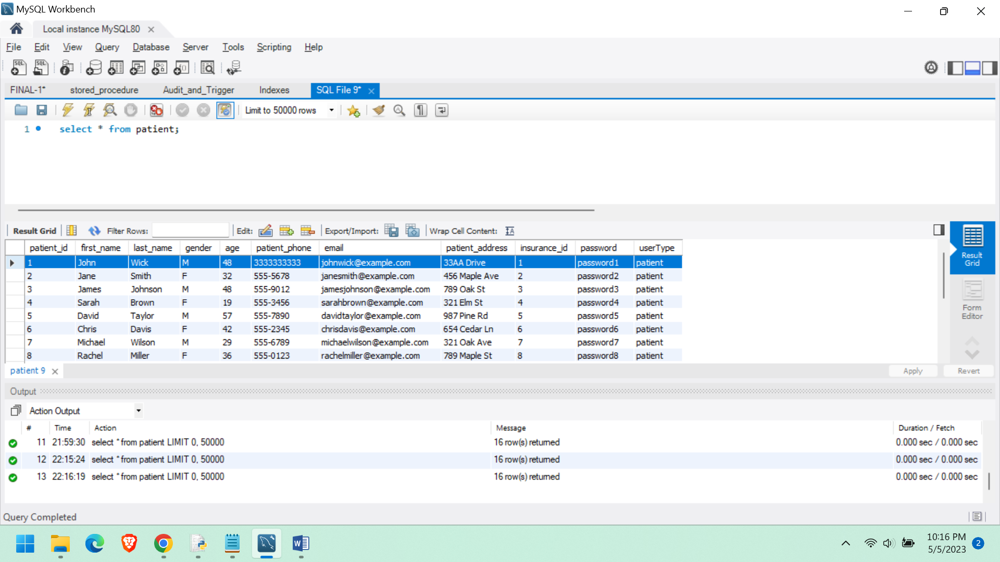 MySQL Workbench
Local instance MySQL80
File Edit View Query Database Server Tools Scripting Help
FINAL-1* stored_procedure Audit_and_Trigger Indexes SQL File 9*
Limit to 50000 rows
1 select * from patient;
Result Grid Filter Rows: Edit: Export/Import: Wrap Cell Content:
patient_id first_name last_name gender age patient_phone email patient_address insurance_id password userType
1 John Wick M 48 3333333333 johnwick@example.com 33AA Drive 1 password1 patient
2 Jane Smith F 32 555-5678 janesmith@example.com 456 Maple Ave 2 password2 patient
3 James Johnson M 48 555-9012 jamesjohnson@example.com 789 Oak St 3 password3 patient
4 Sarah Brown F 19 555-3456 sarahbrown@example.com 321 Elm St 4 password4 patient
5 David Taylor M 57 555-7890 davidtaylor@example.com 987 Pine Rd 5 password5 patient
6 Chris Davis F 42 555-2345 chrisdavis@example.com 654 Cedar Ln 6 password6 patient
7 Michael Wilson M 29 555-6789 michaelwilson@example.com 321 Oak Ave 7 password7 patient
8 Rachel Miller F 36 555-0123 rachelmiller@example.com 789 Maple St 8 password8 patient
Result
Grid
Form
Editor
patient 9
Apply Revert
Output
Action Output
# Time Action Message Duration / Fetch
11 21:59:30 select * from patient LIMIT 0, 50000 16 row(s) returned 0.000 sec / 0.000 sec
12 22:15:24 select * from patient LIMIT 0, 50000 16 row(s) returned 0.000 sec / 0.000 sec
13 22:16:19 select * from patient LIMIT 0, 50000 16 row(s) returned 0.000 sec / 0.000 sec
Query Completed
10:16 PM
5/5/2023
2